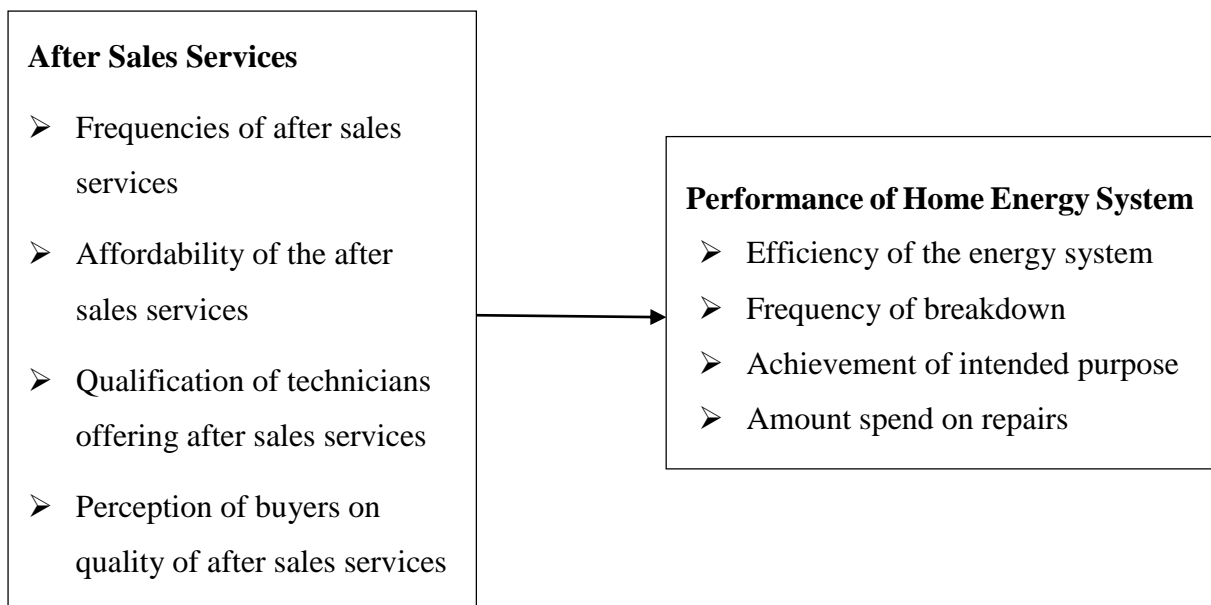 After Sales Services
➢ Frequencies of after sales
services
➢ Affordability of the after
sales services
➢ Qualification of technicians
offering after sales services
➢ Perception of buyers on
quality of after sales services
Performance of Home Energy System
➢ Efficiency of the energy system
➢ Frequency of breakdown
➢ Achievement of intended purpose
➢ Amount spend on repairs